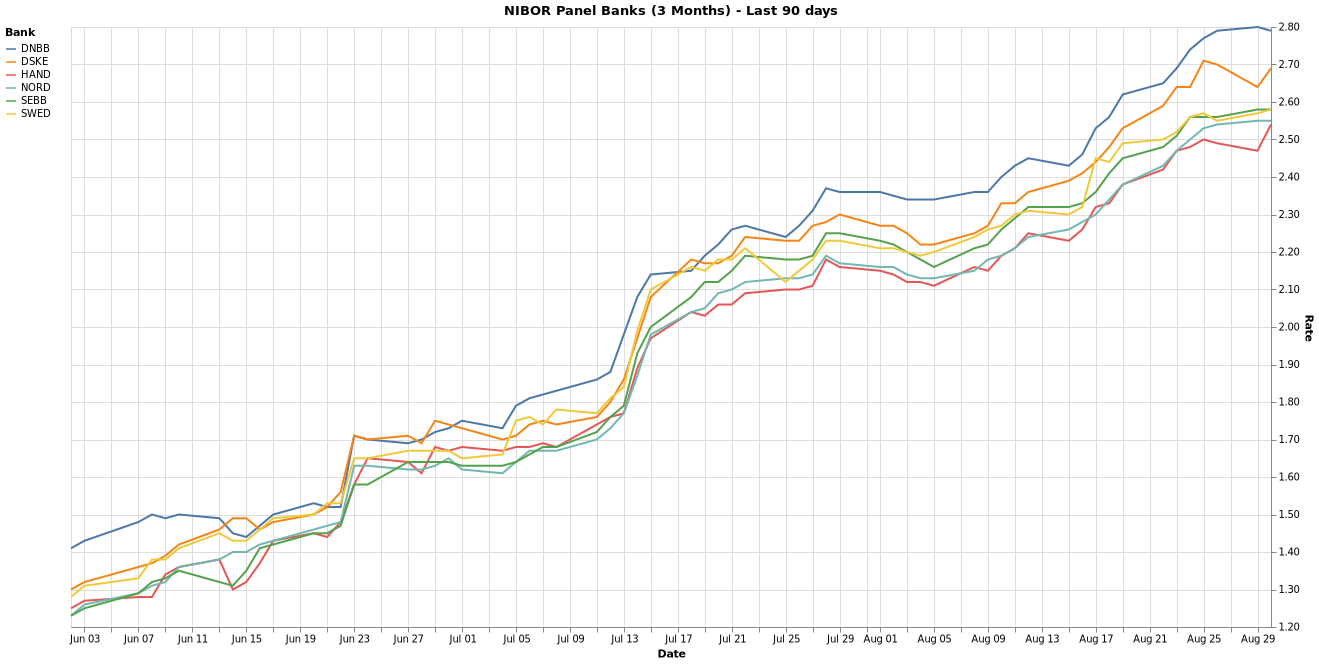 NIBOR Panel Banks (3 Months) - Last 90 days
Bank
DNBB
DSKE
HAND
NORD
SEBB
SWED
2.80
2.70
2.60
2.50
2.40
2.30
2.20
2.10
2.00
1.90
1.80
1.70
1.60
1.50
1.40
1.30
1.20
Rate
Jun 03 Jun 07 Jun 11 Jun 15 Jun 19 Jun 23 Jun 27 Jul 01 Jul 05 Jul 09 Jul 13 Jul 17 Jul 21 Jul 25 Jul 29 Aug 01 Aug 05 Aug 09 Aug 13 Aug 17 Aug 21 Aug 25 Aug 29
Date